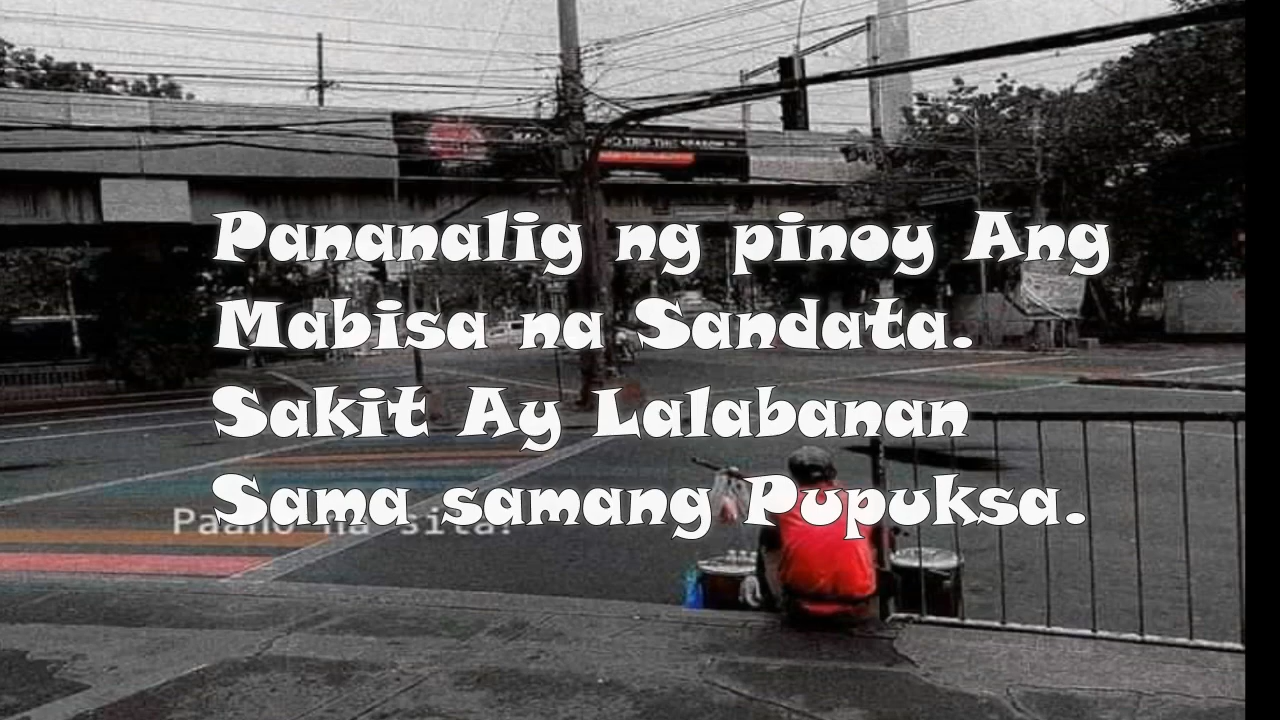 Pananalig ng pinoy Ang
Mabisa na Sandata.
Sakit Ay Lalabanan
Sama samang Pupuksa.